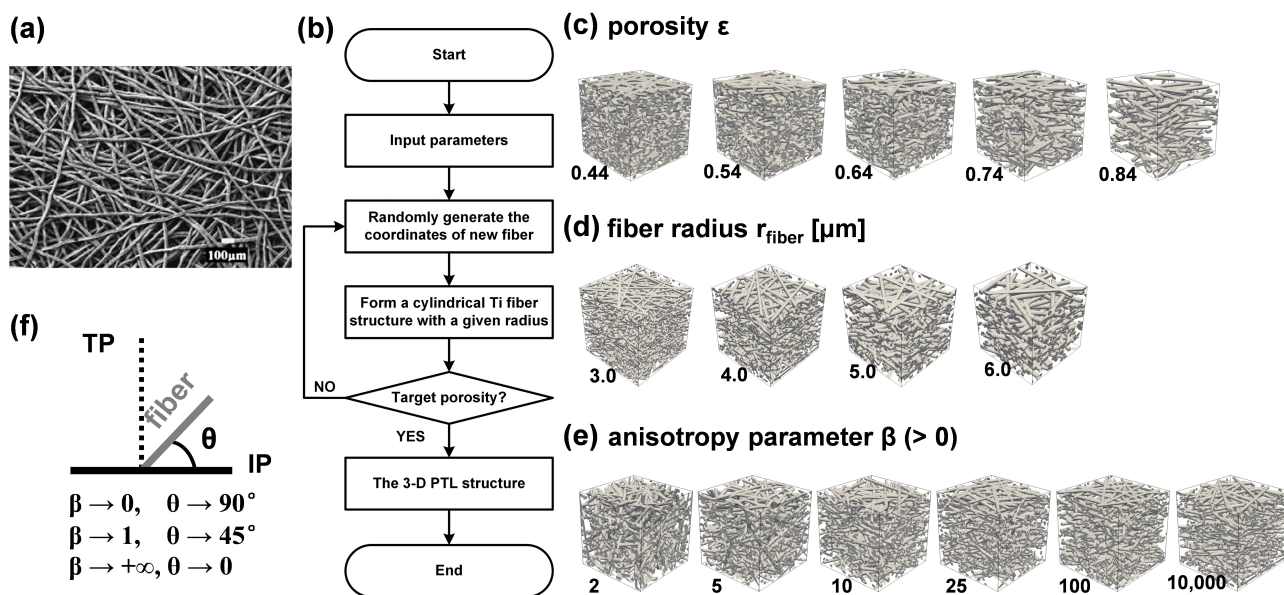 (a)
100µm
(b)
Start
Input parameters
Randomly generate the
coordinates of new fiber
Form a cylindrical Ti fiber
structure with a given radius
NO
Target porosity?
YES
The 3-D PTL structure
End
(c) porosity ε
0.44
0.54
0.64
0.74
0.84
(d) fiber radius r_fiber [µm]
3.0
4.0
5.0
6.0
(e) anisotropy parameter β (> 0)
2
5
10
25
100
10,000
(f)
TP
fiber
θ
IP
β → 0, θ → 90°
β → 1, θ → 45°
β → +∞, θ → 0